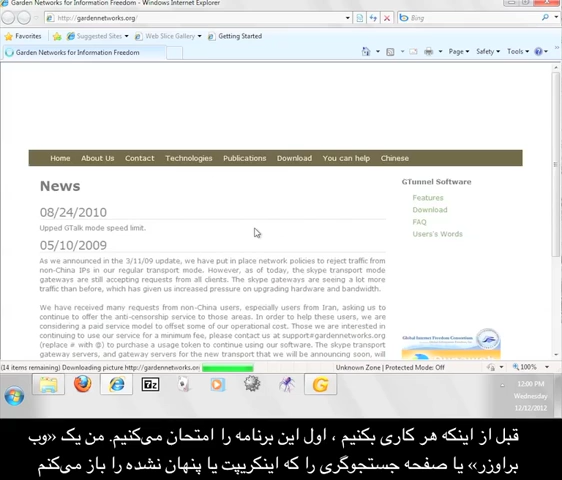 Garden Networks for Information Freedom - Windows Internet Explorer
http://gardennetworks.org/
Bing
Favorites Suggested Sites Web Slice Gallery Getting Started
Garden Networks for Information Freedom
Page Safety Tools
Home About Us Contact Technologies Publications Download You can help Chinese
News
GTunnel Software
Features
Download
FAQ
User's Words
08/24/2010
Upped GTalk mode speed limit.
05/10/2009
As we announced in the 3/11/09 update, we have put in place network policies to reject traffic from
non-China IPs in our regular transport mode. However, as of today, the skype transport mode
gateways are still accepting requests from all clients. The skype gateways are seeing a lot more
traffic than before, which has given us increased pressure on upgrading hardware and bandwidth.
We have received many requests from non-China users, especially users from Iran, asking us to
continue to offer the anti-censorship service to those areas. In order to help these users, we are
considering a paid service model to offset some of our operational cost. Those who are interested in
continuing to use our service for a minimum fee, please contact us at support#gardennetworks.org
(replace # with @) to purchase a usage token to continue using our software. The skype transport
gateway servers, and gateway servers for the new transport that we will be announcing soon, will
Global Internet Freedom Consortium
(14 items remaining) Downloading picture http://gardennetworks.on
Unknown Zone | Protected Mode: Off
100%
7z
G
12:00 PM
Wednesday
12/12/2012
قبل از اینکه هر کاری بکنیم ، اول این برنامه را امتحان می‌کنیم. من یک «وب
براوزر» یا صفحه جستجوگری را که اینکریپت یا پنهان نشده را باز می‌کنم